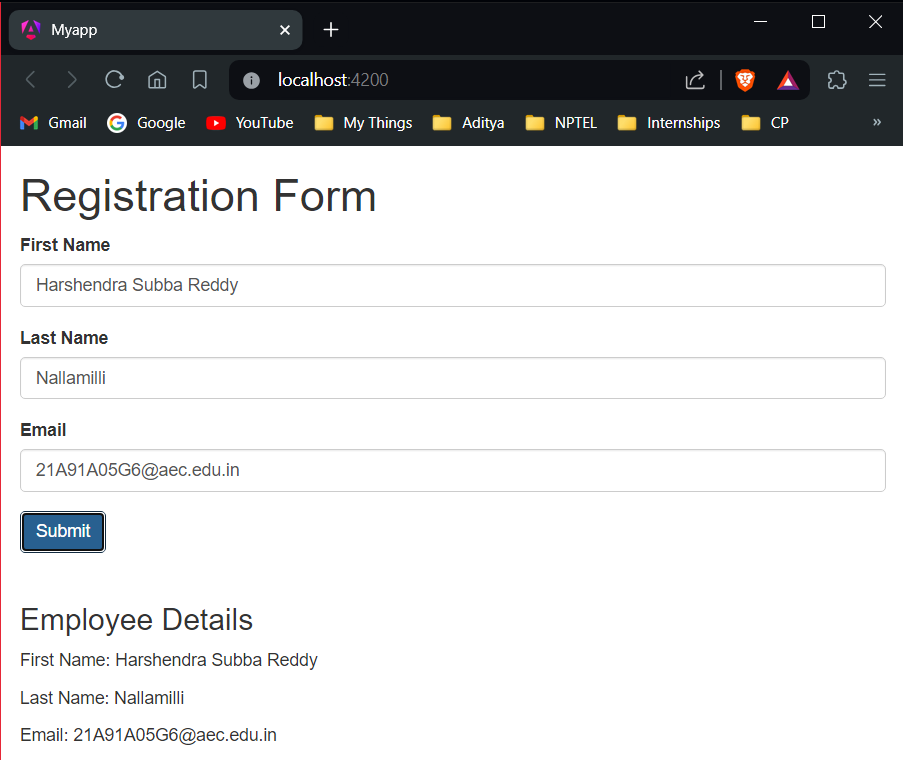 Myapp
localhost:4200
Gmail Google YouTube My Things Aditya NPTEL Internships CP »
Registration Form
First Name
Harshendra Subba Reddy
Last Name
Nallamilli
Email
21A91A05G6@aec.edu.in
Submit
Employee Details
First Name: Harshendra Subba Reddy
Last Name: Nallamilli
Email: 21A91A05G6@aec.edu.in